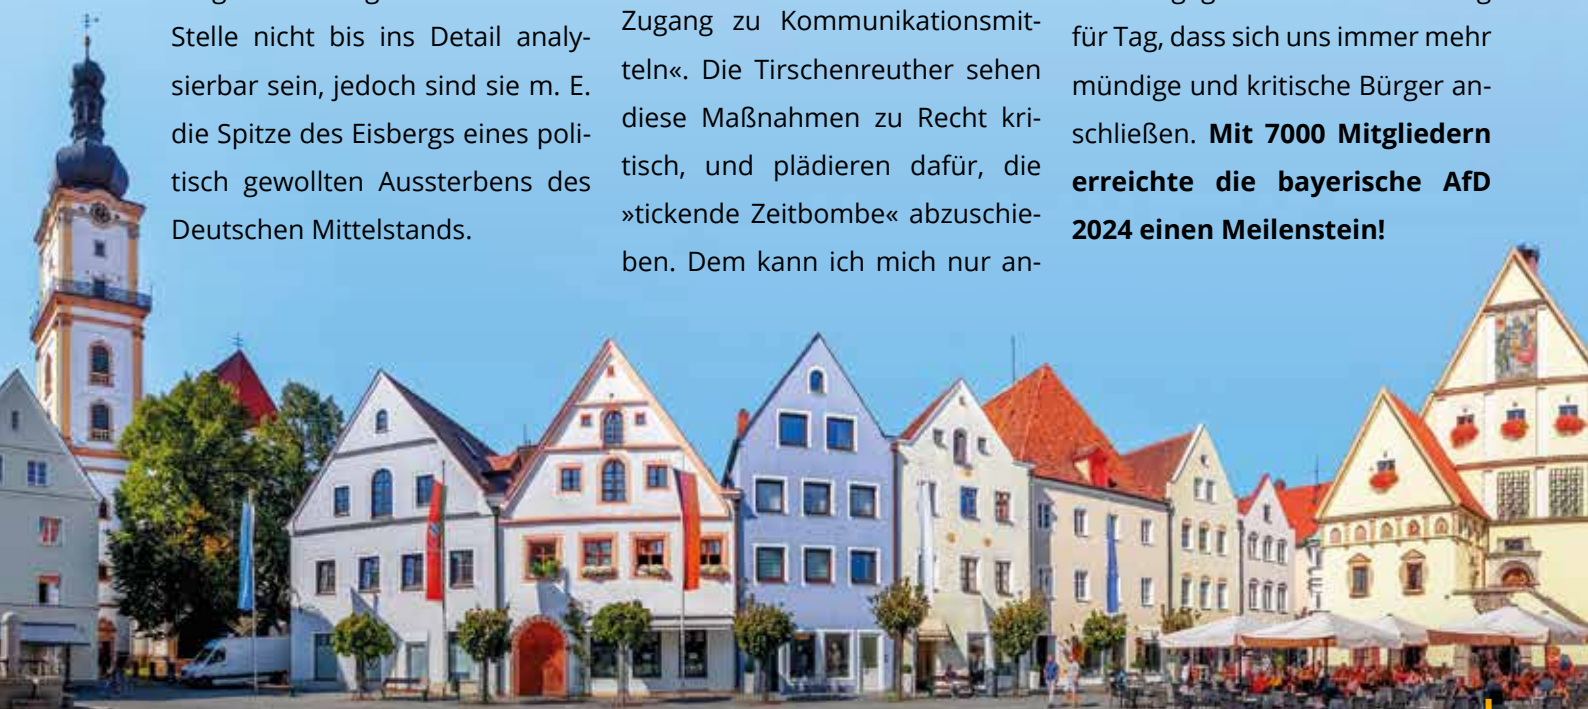 Stelle nicht bis ins Detail analy-
sierbar sein, jedoch sind sie m. E.
die Spitze des Eisbergs eines poli-
tisch gewollten Aussterbens des
Deutschen Mittelstands.
Zugang zu Kommunikationsmit-
teln«. Die Tirschenreuther sehen
diese Maßnahmen zu Recht kri-
tisch, und plädieren dafür, die
»tickende Zeitbombe« abzuschie-
ben. Dem kann ich mich nur an-
für Tag, dass sich uns immer mehr
mündige und kritische Bürger an-
schließen. Mit 7000 Mitgliedern
erreichte die bayerische AfD
2024 einen Meilenstein!